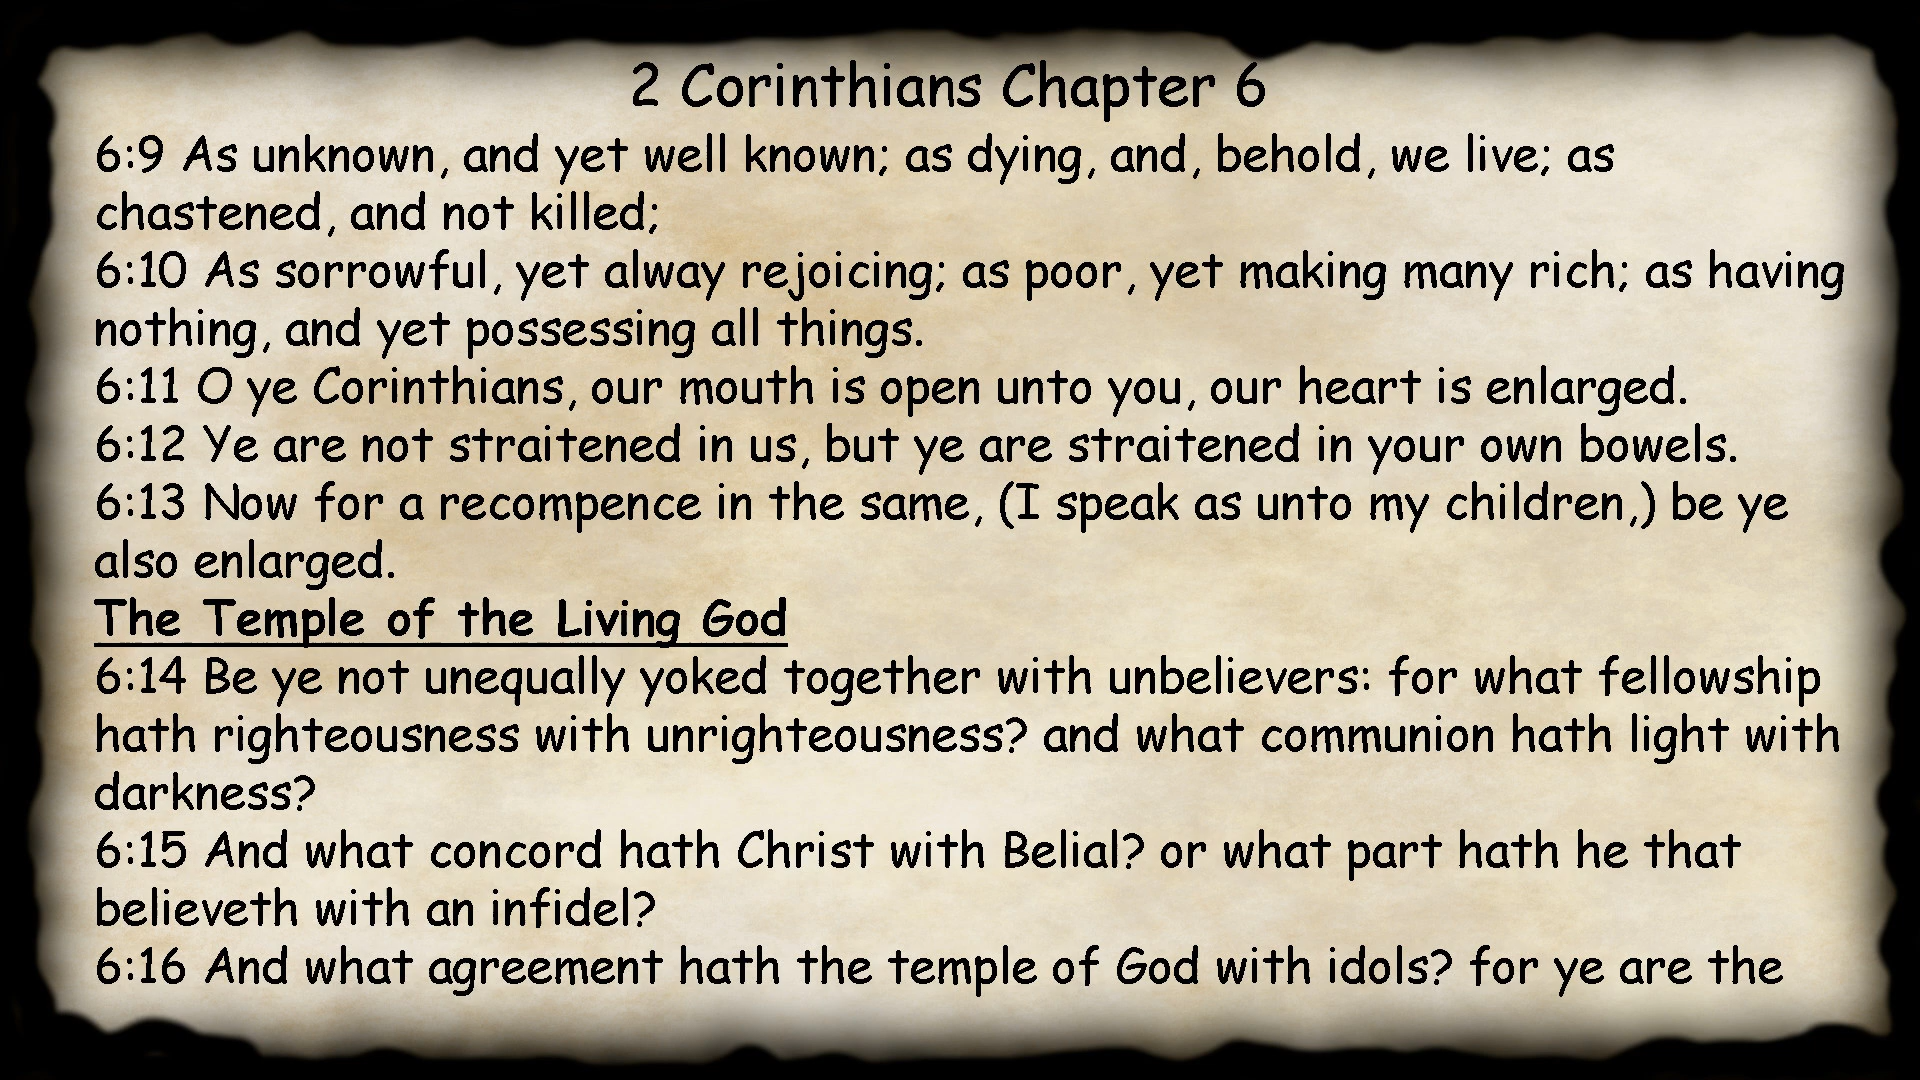 2 Corinthians Chapter 6
6:9 As unknown, and yet well known; as dying, and, behold, we live; as
chastened, and not killed;
6:10 As sorrowful, yet alway rejoicing; as poor, yet making many rich; as having
nothing, and yet possessing all things.
6:11 O ye Corinthians, our mouth is open unto you, our heart is enlarged.
6:12 Ye are not straitened in us, but ye are straitened in your own bowels.
6:13 Now for a recompence in the same, (I speak as unto my children,) be ye
also enlarged.
The Temple of the Living God
6:14 Be ye not unequally yoked together with unbelievers: for what fellowship
hath righteousness with unrighteousness? and what communion hath light with
darkness?
6:15 And what concord hath Christ with Belial? or what part hath he that
believeth with an infidel?
6:16 And what agreement hath the temple of God with idols? for ye are the